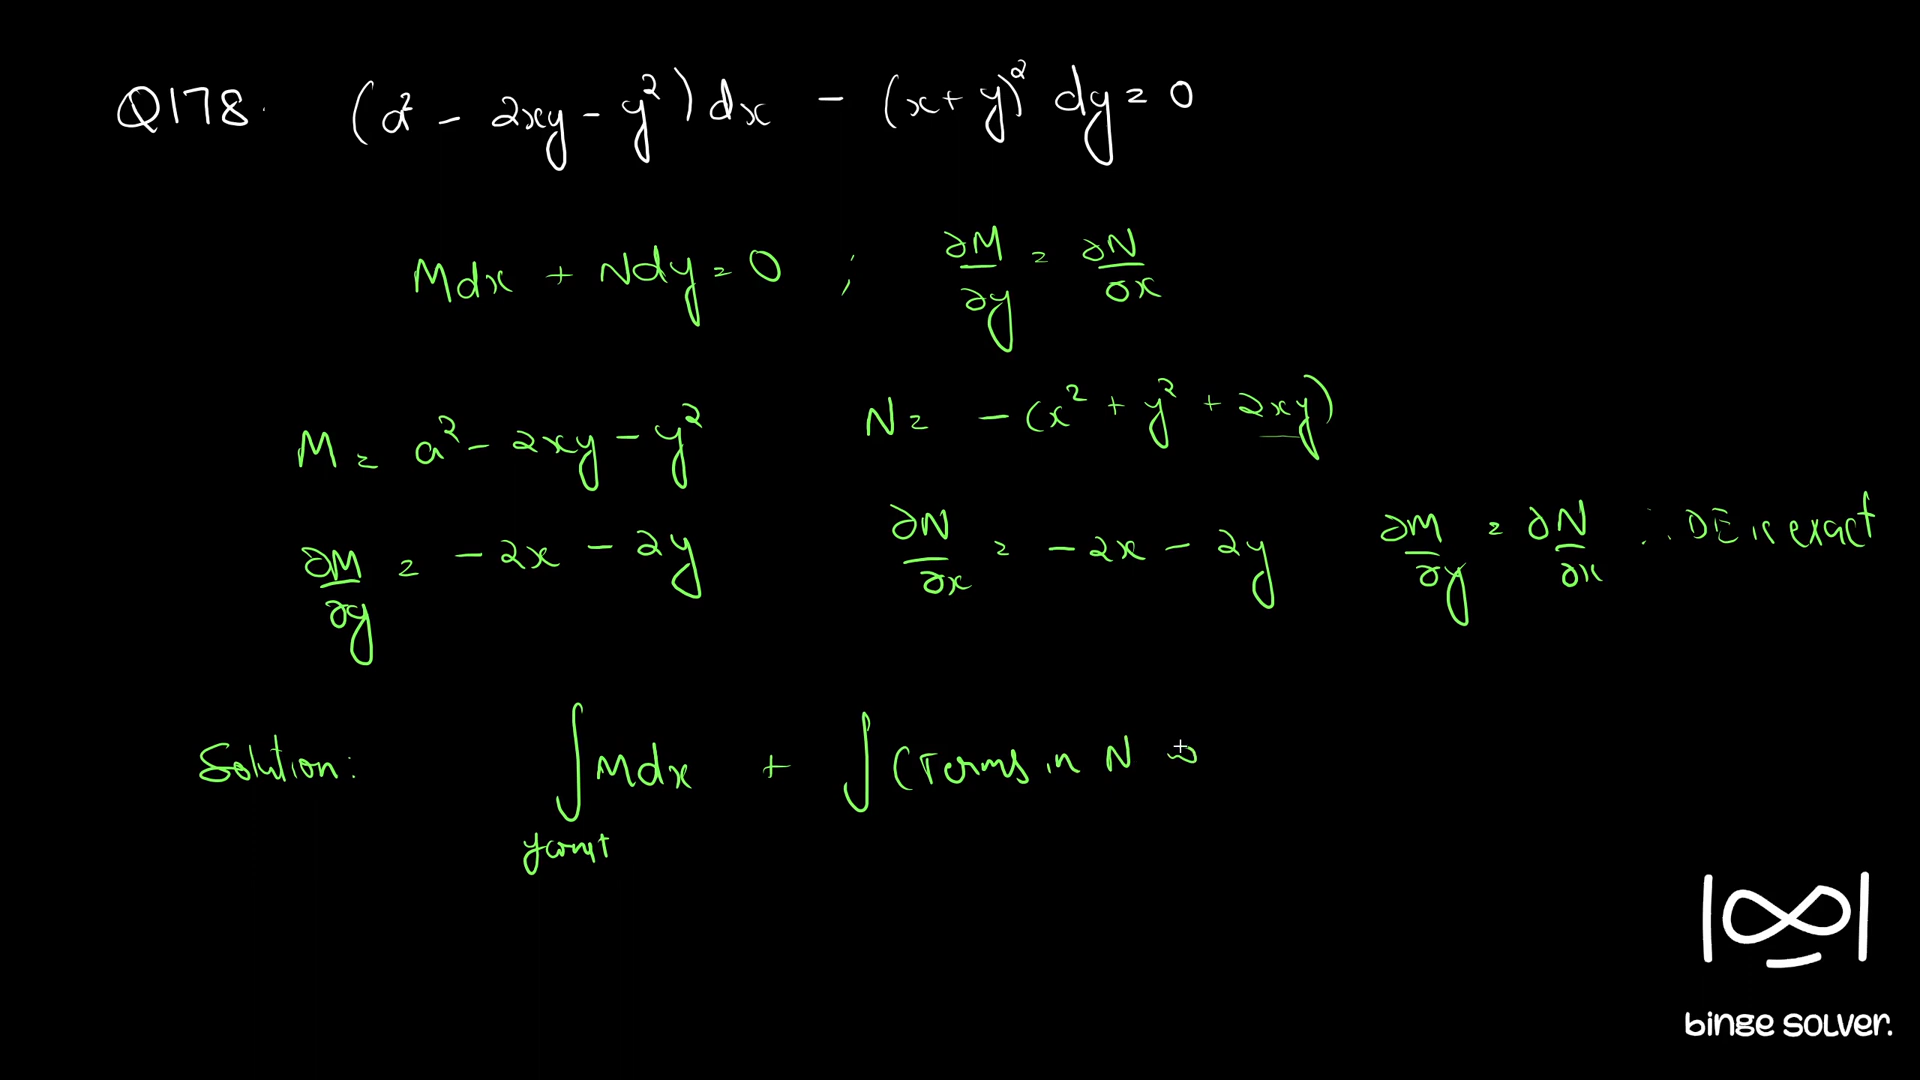 Q178. (a² - 2xy - y²) dx - (x+y)² dy = 0
Mdx + Ndy = 0 ; ∂M/∂y = ∂N/∂x
M = a² - 2xy - y² N = -(x² + y² + 2xy)
∂M/∂y = -2x - 2y ∂N/∂x = -2x - 2y ∂M/∂y = ∂N/∂x ∴ DE is exact
Solution: ∫ Mdx + ∫ (Terms in N
y const
binge solver.